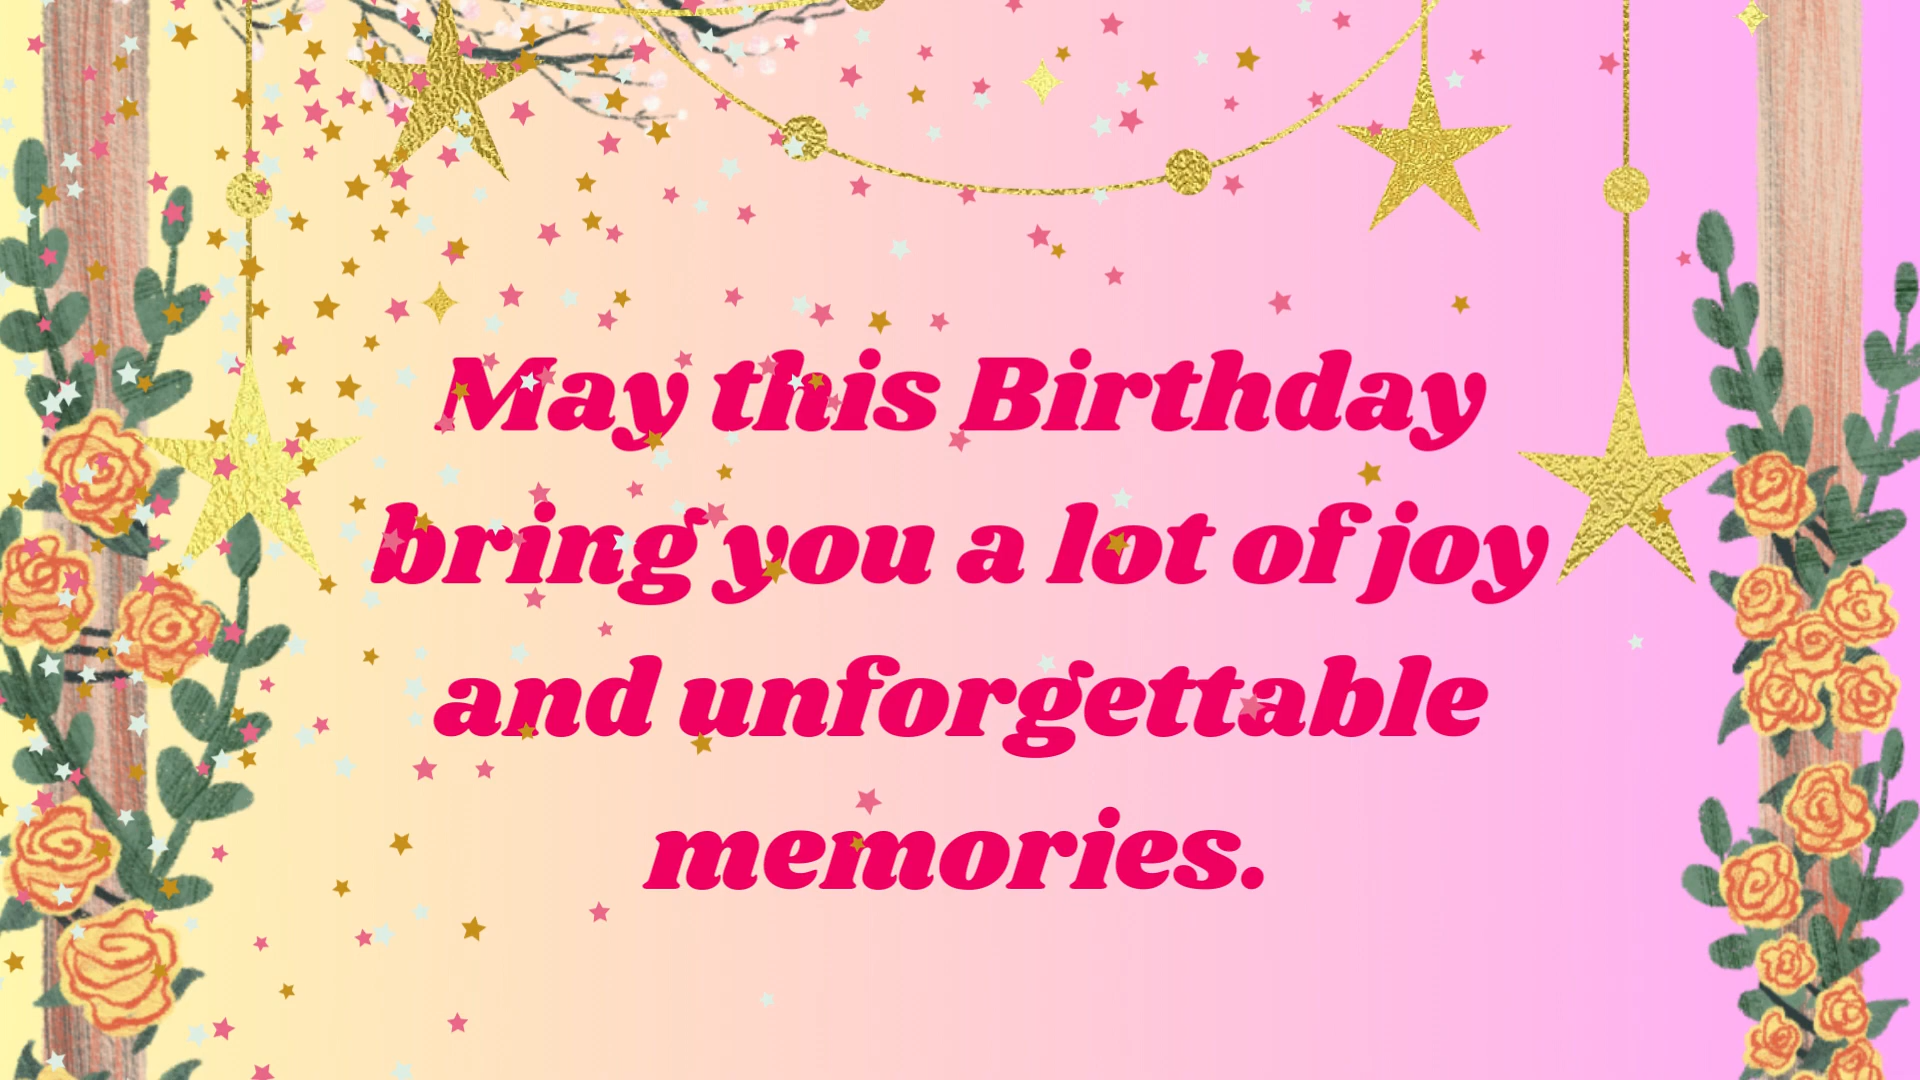 May this Birthday
bring you a lot of joy
and unforgettable
memories.